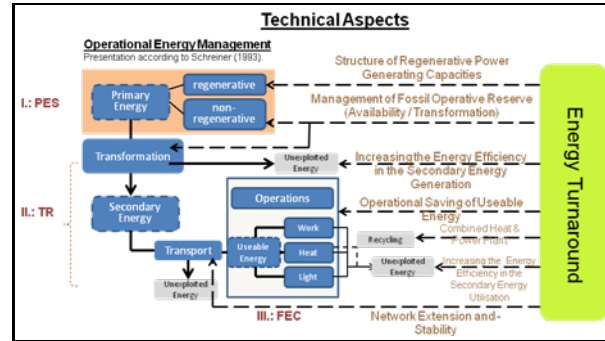 Technical Aspects
Operational Energy Management
Presentation according to Schreiner (1993).
I.: PES
Primary
Energy
regenerative
non-
regenerative
Structure of Regenerative Power
Generating Capacities
Management of Fossil Operative Reserve
(Availability / Transformation)
Transformation
Unexploited
Energy
Increasing the Energy Efficiency
in the Secondary Energy
Generation
II.: TR
Secondary
Energy
Operations
Operational Saving of Useable
Energy
Work
Combined Heat &
Power Plant
Recycling
Transport
Useable
Energy
Heat
Unexploited
Energy
Increasing the Energy
Efficiency in the
Secondary Energy
Utilisation
Light
Unexploited
Energy
III.: FEC
Network Extension and
Stability
Energy Turnaround